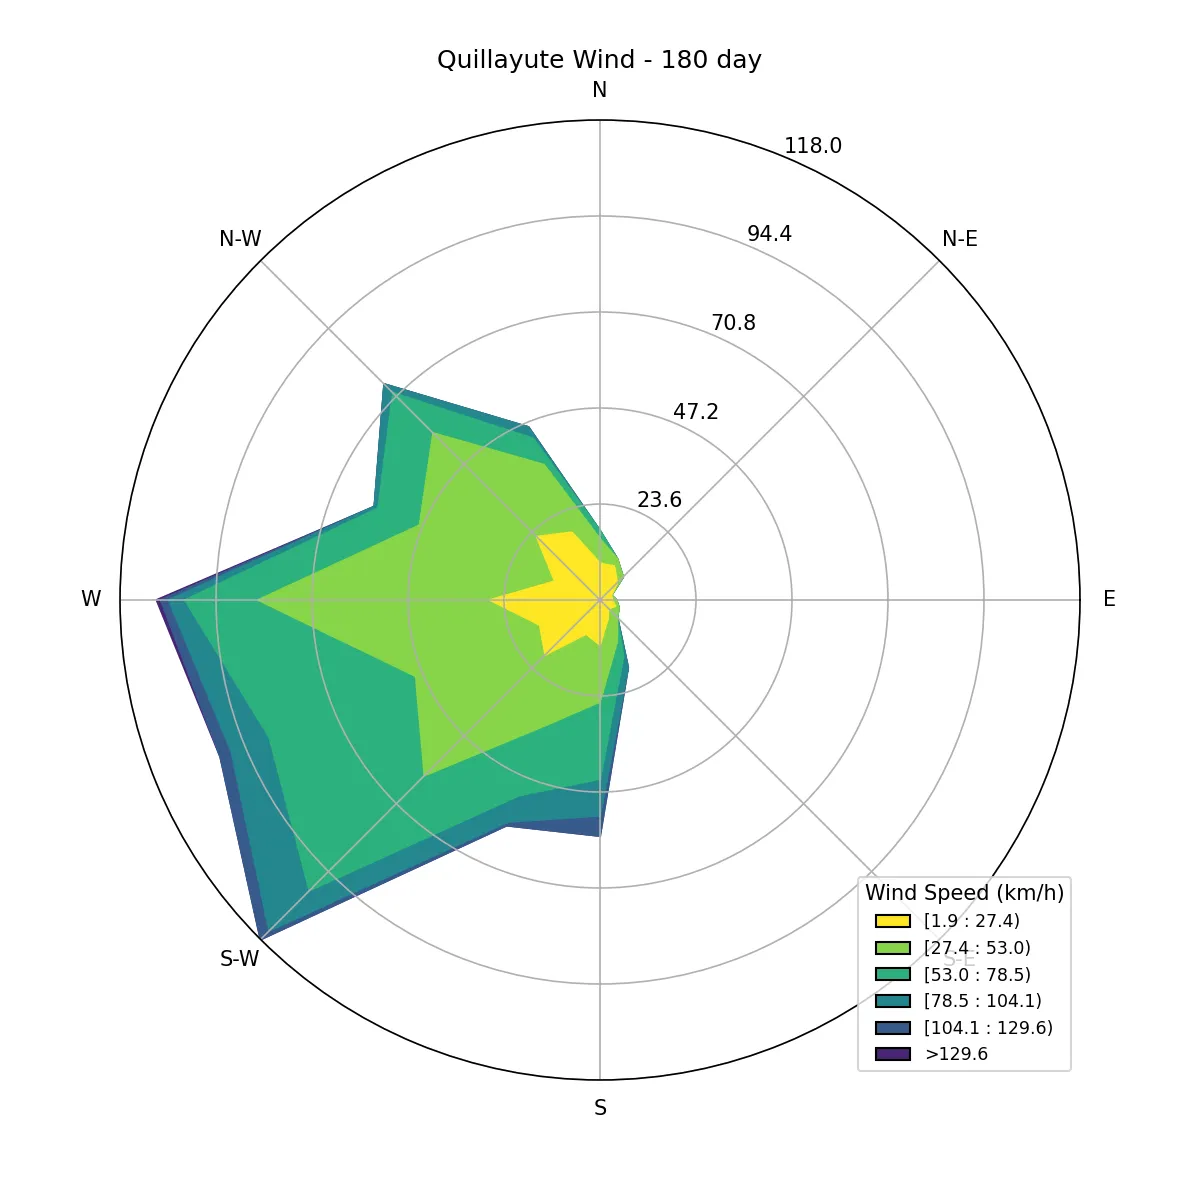 Quillayute Wind - 180 day
N
118.0
94.4
N-W
N-E
70.8
47.2
23.6
W
E
Wind Speed (km/h)
[1.9 : 27.4)
[27.4 : 53.0)
S-W
S-E
[53.0 : 78.5)
[78.5 : 104.1)
[104.1 : 129.6)
>129.6
S